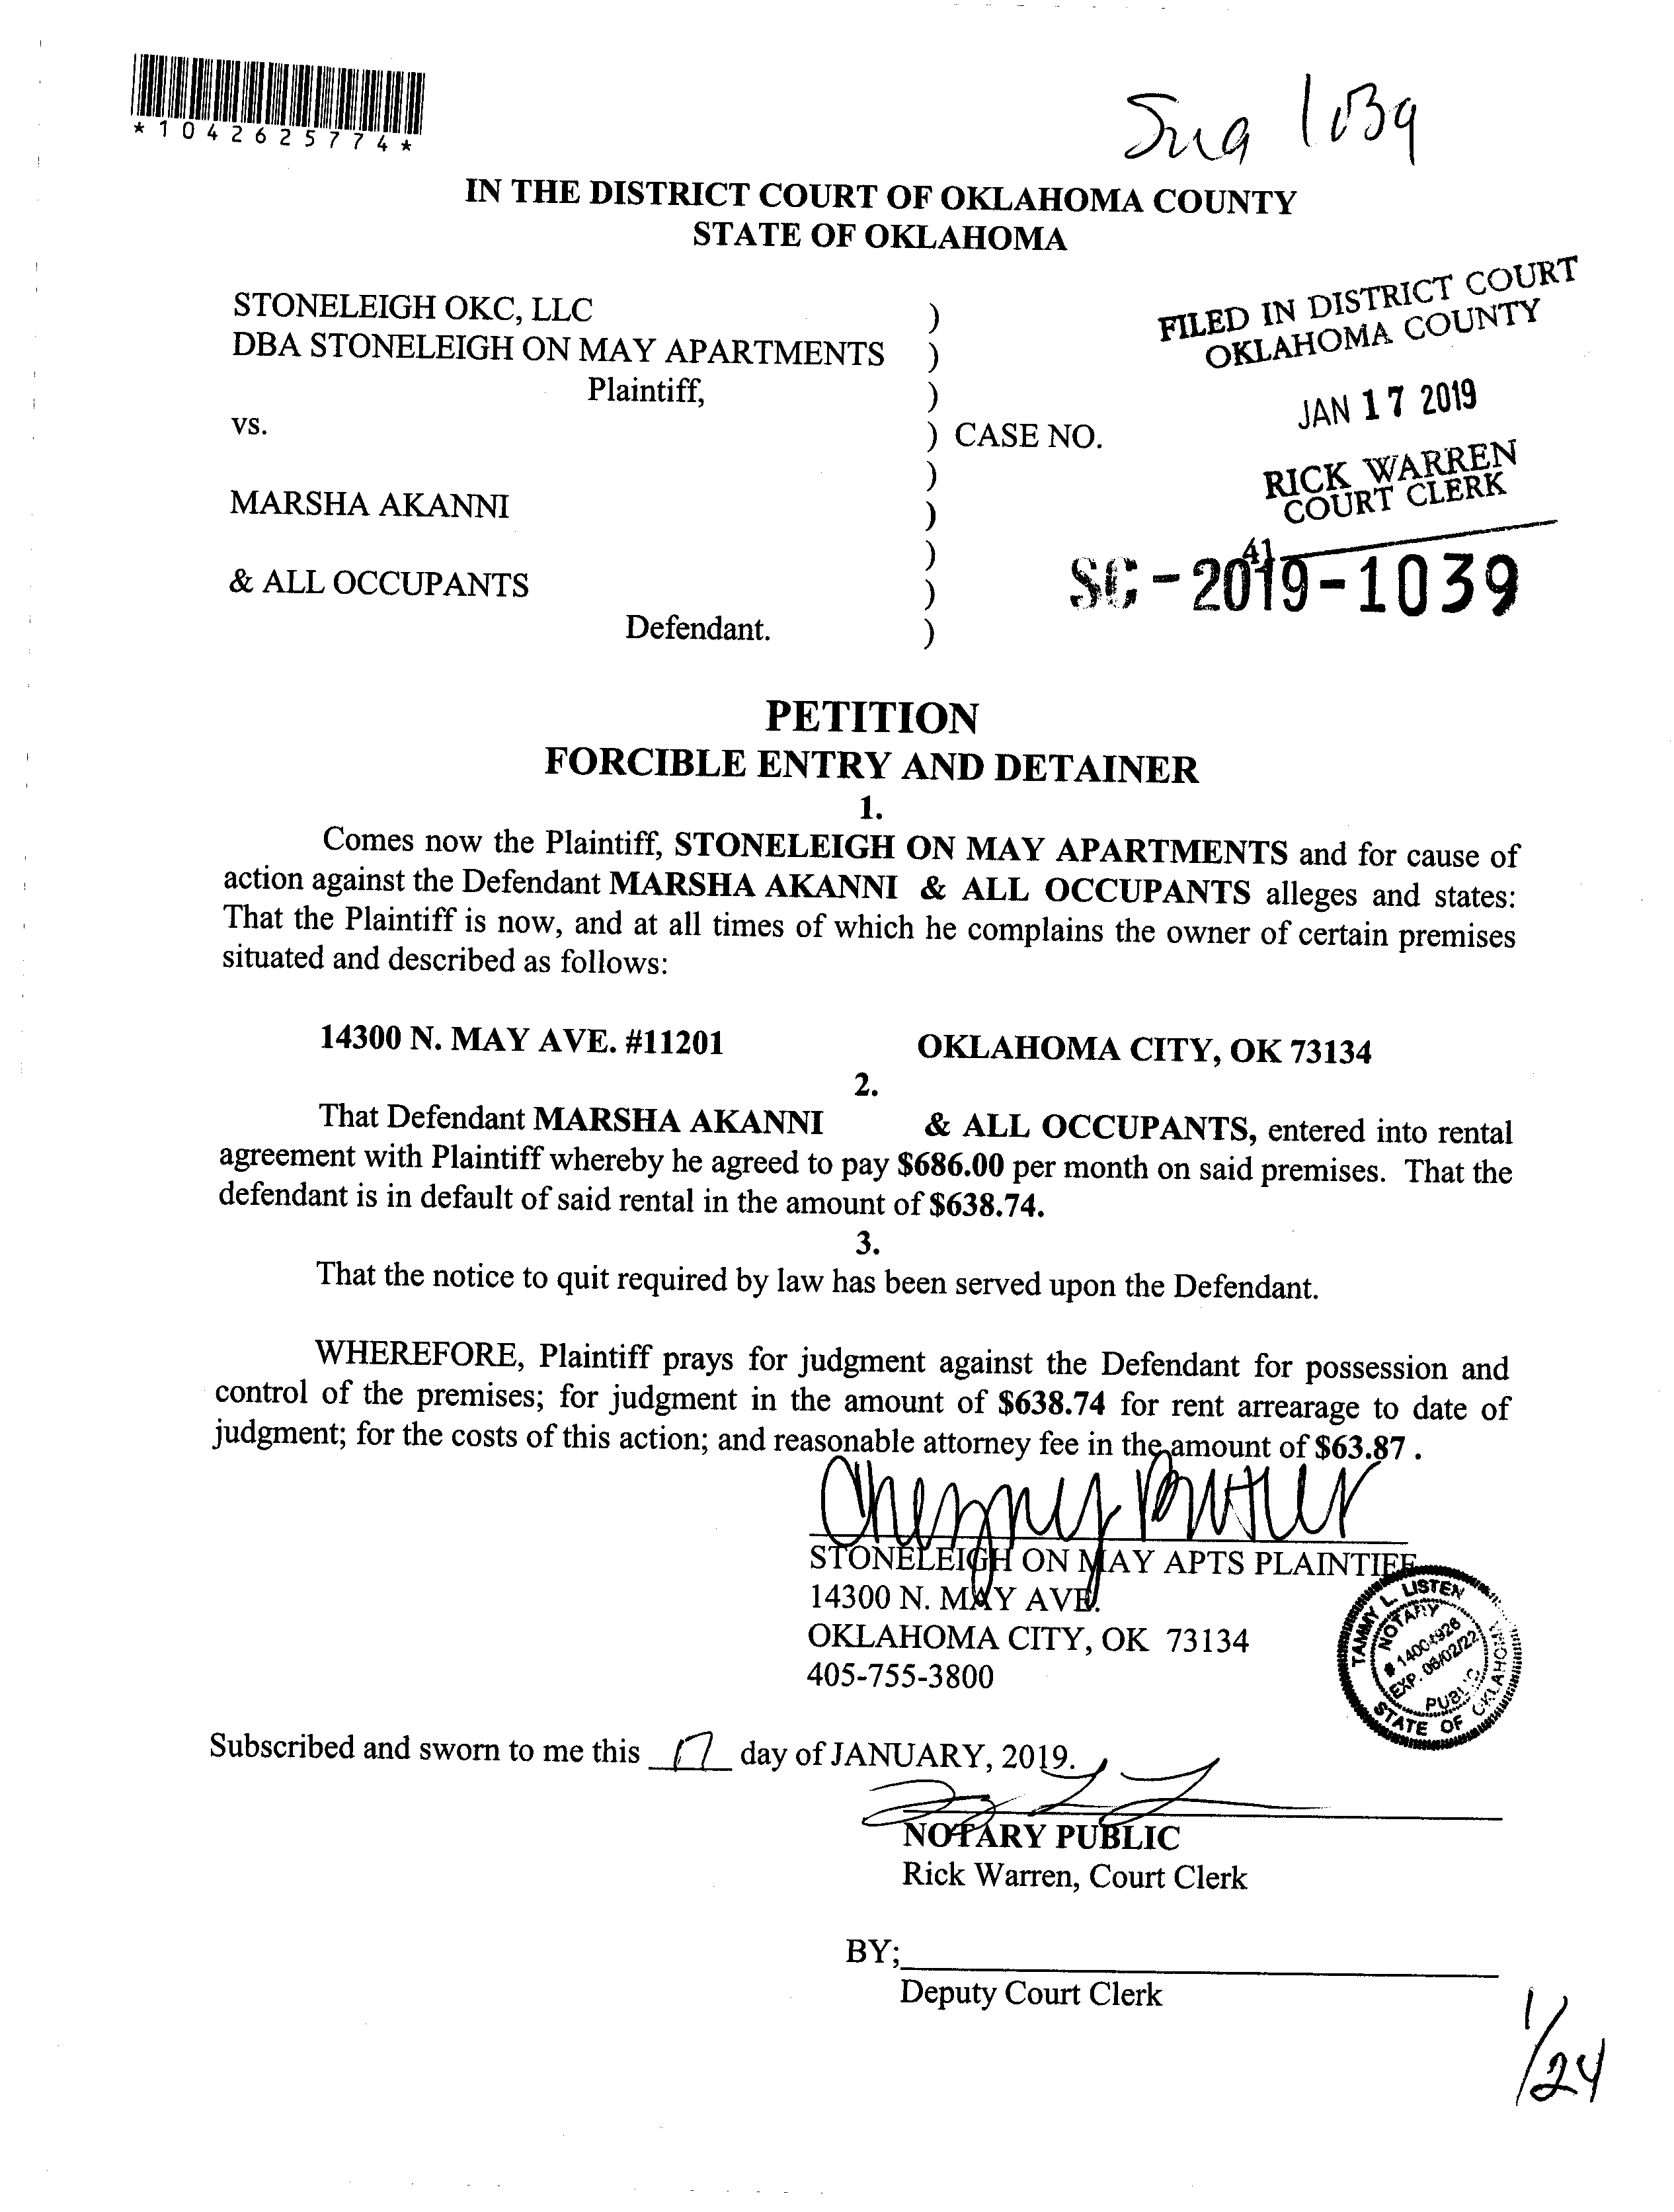 *1042625774*
1039
IN THE DISTRICT COURT OF OKLAHOMA COUNTY
STATE OF OKLAHOMA
FILED IN DISTRICT COURT
OKLAHOMA COUNTY
JAN 17 2019
RICK WARREN
COURT CLERK
41
SC-2019-1039
STONELEIGH OKC, LLC )
DBA STONELEIGH ON MAY APARTMENTS )
Plaintiff, )
vs. ) CASE NO.
)
MARSHA AKANNI )
)
& ALL OCCUPANTS )
Defendant. )
PETITION
FORCIBLE ENTRY AND DETAINER
1.
Comes now the Plaintiff, STONELEIGH ON MAY APARTMENTS and for cause of
action against the Defendant MARSHA AKANNI & ALL OCCUPANTS alleges and states:
That the Plaintiff is now, and at all times of which he complains the owner of certain premises
situated and described as follows:
14300 N. MAY AVE. #11201 OKLAHOMA CITY, OK 73134
2.
That Defendant MARSHA AKANNI & ALL OCCUPANTS, entered into rental
agreement with Plaintiff whereby he agreed to pay $686.00 per month on said premises. That the
defendant is in default of said rental in the amount of $638.74.
3.
That the notice to quit required by law has been served upon the Defendant.
WHEREFORE, Plaintiff prays for judgment against the Defendant for possession and
control of the premises; for judgment in the amount of $638.74 for rent arrearage to date of
judgment; for the costs of this action; and reasonable attorney fee in the amount of $63.87 .
STONELEIGH ON MAY APTS PLAINTIFF
14300 N. MAY AVE.
OKLAHOMA CITY, OK 73134
405-755-3800
TAMMY L. LISTEN
NOTARY
# 14004926
EXP. 06/02/22
PUBLIC
STATE OF OKLAHOMA
Subscribed and sworn to me this 17 day of JANUARY, 2019.
NOTARY PUBLIC
Rick Warren, Court Clerk
BY;
Deputy Court Clerk
1/24